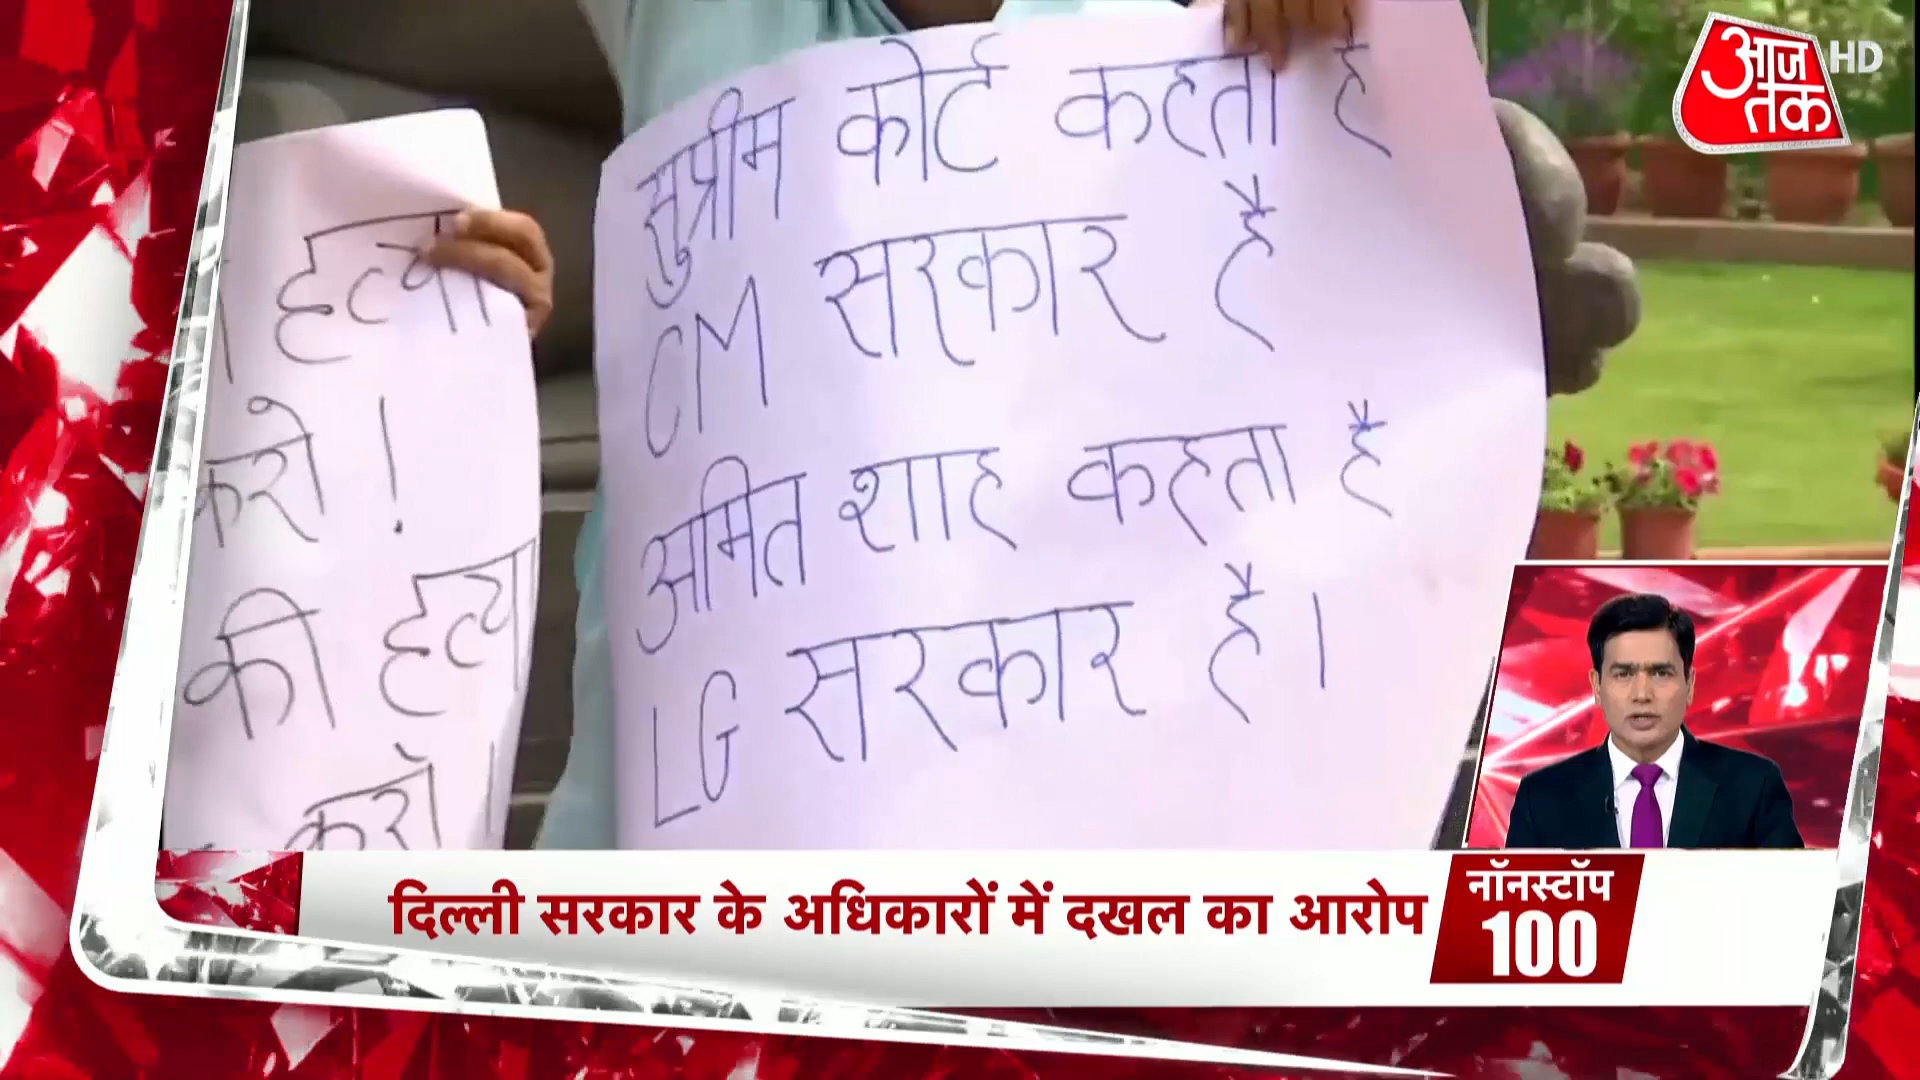 आज
तक
HD
सुप्रीम कोर्ट कहता है
CM सरकार है
अमित शाह कहता है
LG सरकार है।
हत्या
करो!
की हत्या
करो!
दिल्ली सरकार के अधिकारों में दखल का आरोप
नॉनस्टॉप
100